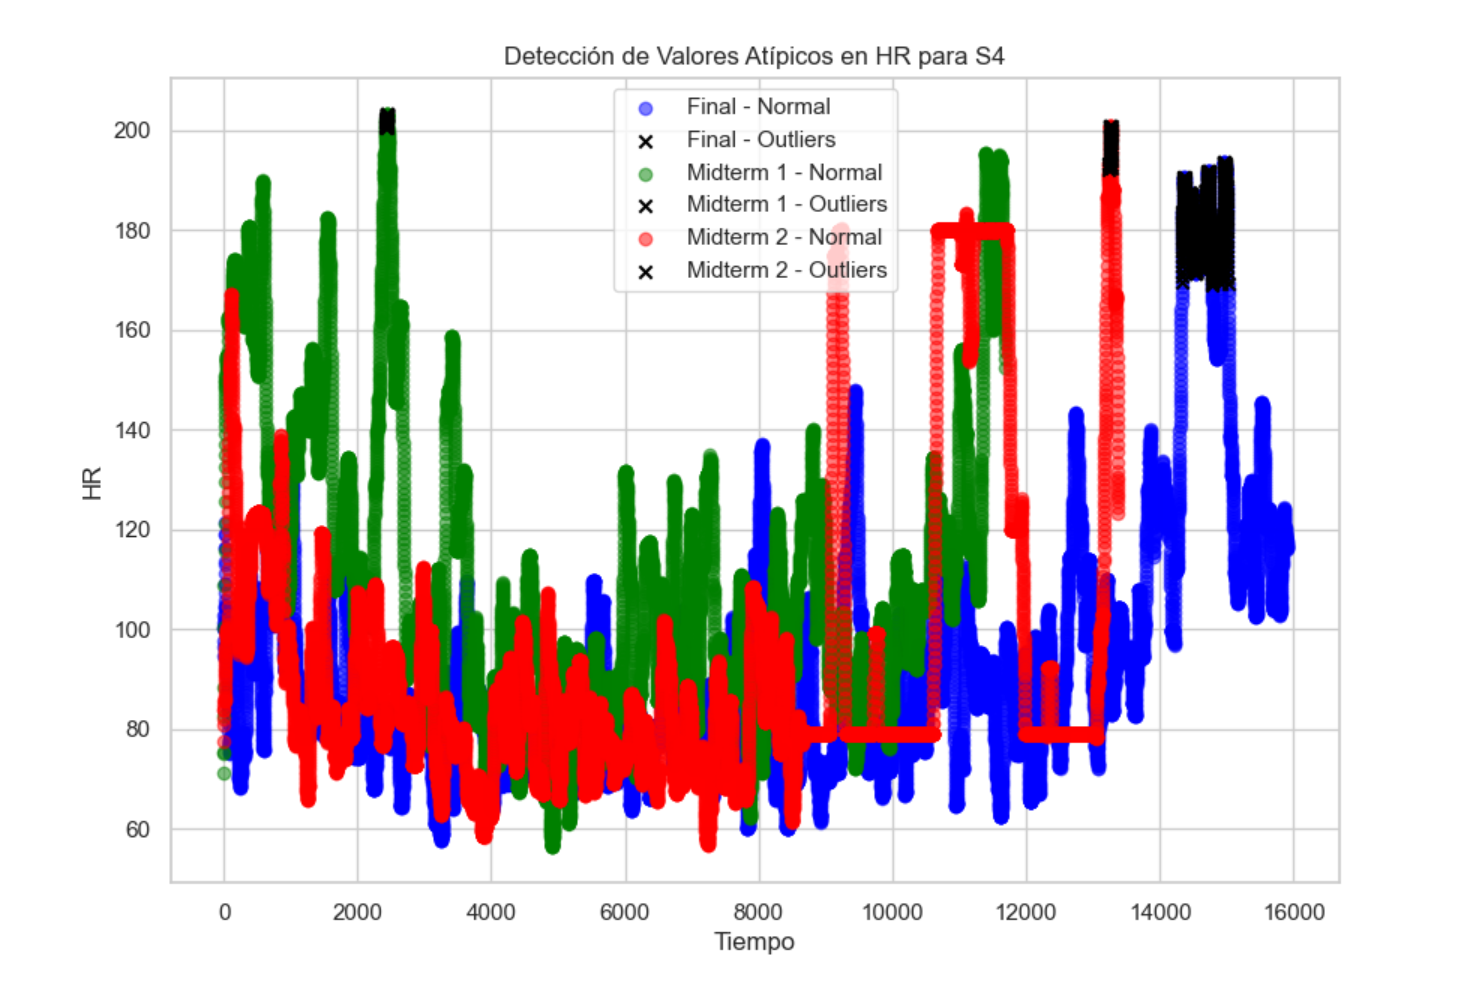 Detección de Valores Atípicos en HR para S4
Final - Normal
Final - Outliers
Midterm 1 - Normal
Midterm 1 - Outliers
Midterm 2 - Normal
Midterm 2 - Outliers
HR
200
180
160
140
120
100
80
60
0 2000 4000 6000 8000 10000 12000 14000 16000
Tiempo